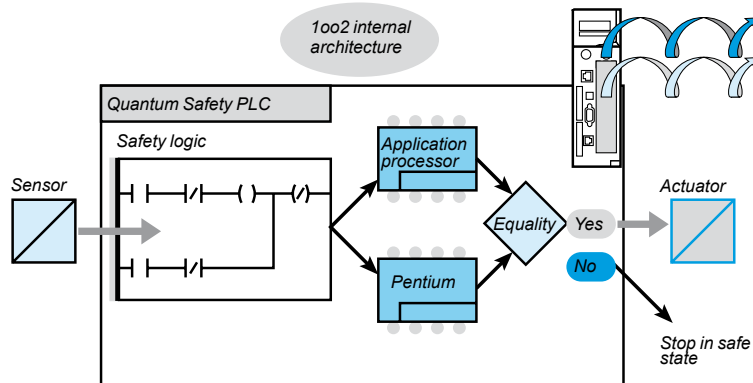 1oo2 internal
architecture
Quantum Safety PLC
Safety logic
Application
processor
Sensor
Equality
Yes
Actuator
No
Pentium
Stop in safe
state